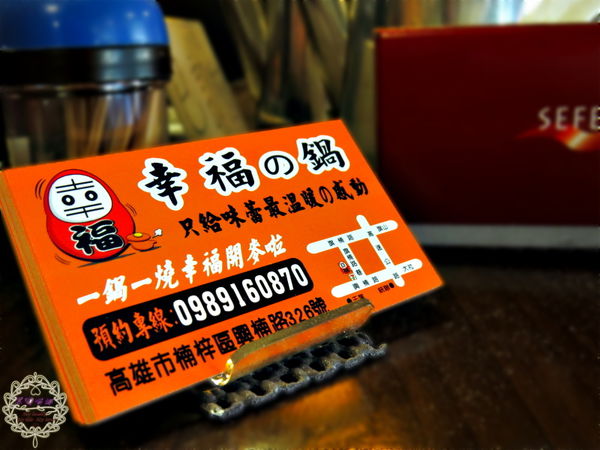 幸福の鍋
只給味蕾最溫暖の感動
一鍋一燒幸福開麥啦
預約專線:0989160870
高雄市楠梓區興楠路326號
幸
福
SEFE